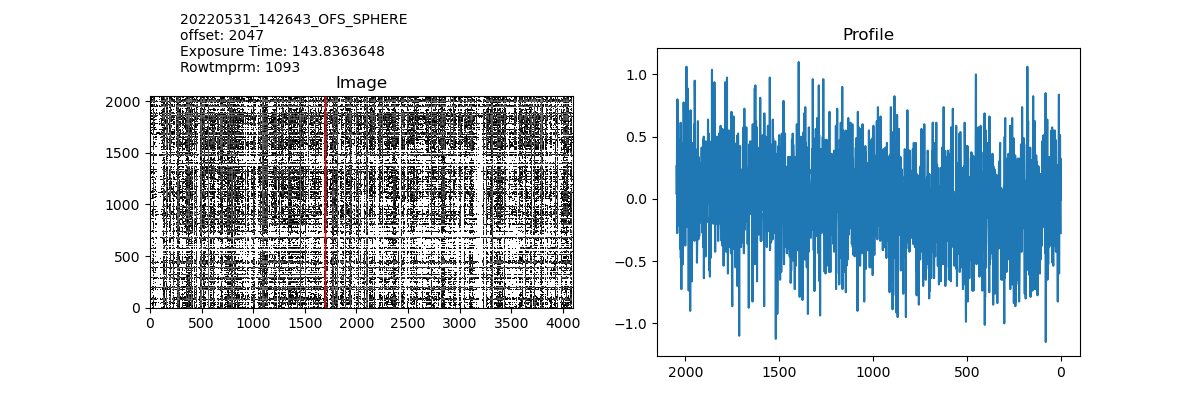 20220531_142643_OFS_SPHERE
offset: 2047
Exposure Time: 143.8363648
Rowtmprm: 1093
Image
2000
1500
1000
500
0
0 500 1000 1500 2000 2500 3000 3500 4000
Profile
1.0
0.5
0.0
−0.5
−1.0
2000 1500 1000 500 0